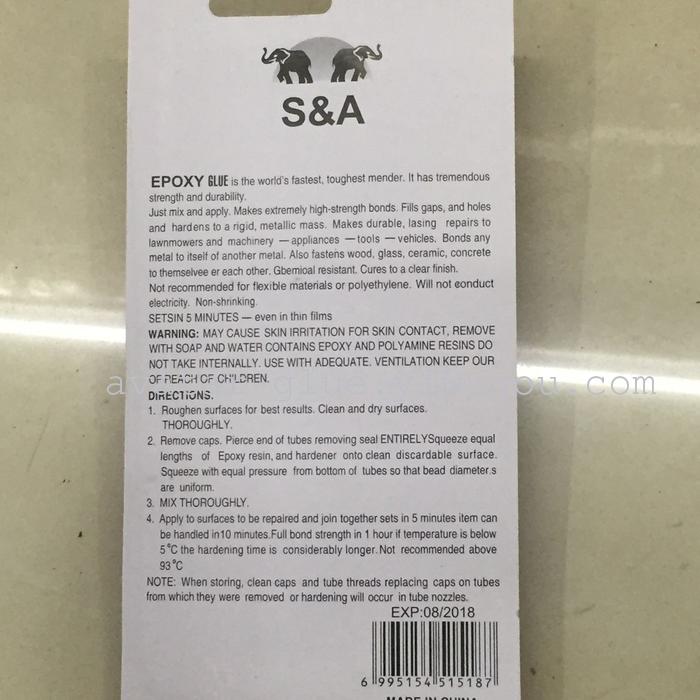 S&A
EPOXY GLUE is the world's fastest, toughest mender. It has tremendous
strength and durability.
Just mix and apply. Makes extremely high-strength bonds. Fills gaps, and holes
and hardens to a rigid, metallic mass. Makes durable, lasing repairs to
lawnmowers and machinery —appliances —tools —vehicles. Bonds any
metal to itself of another metal. Also fastens wood, glass, ceramic, concrete
to themselvee er each other. Gbemioal resistant. Cures to a clear finish.
Not recommended for flexible materials or polyethylene. Will not conduct
electricity. Non-shrinking.
SETSIN 5 MINUTES — even in thin films
WARNING: MAY CAUSE SKIN IRRITATION FOR SKIN CONTACT, REMOVE
WITH SOAP AND WATER CONTAINS EPOXY AND POLYAMINE RESINS DO
NOT TAKE INTERNALLY. USE WITH ADEQUATE. VENTILATION KEEP OUR
OF REACH OF CHILDREN.
DIRECTIONS.
1. Roughen surfaces for best results. Clean and dry surfaces.
THOROUGHLY.
2. Remove caps. Pierce end of tubes removing seal ENTIRELYSqueeze equal
lengths of Epoxy resin, and hardener onto clean discardable surface.
Squeeze with equal pressure from bottom of tubes so that bead diameter.s
are uniform.
3. MIX THOROUGHLY.
4. Apply to surfaces to be repaired and join together sets in 5 minutes item can
be handled in10 minutes.Full bond strength in 1 hour if temperature is below
5°C the hardening time is considerably longer. Not recommended above
93°C
NOTE: When storing, clean caps and tube threads replacing caps on tubes
from which they were removed or hardening will occur in tube nozzles.
EXP:08/2018
6 995154 515187
MADE IN CHINA